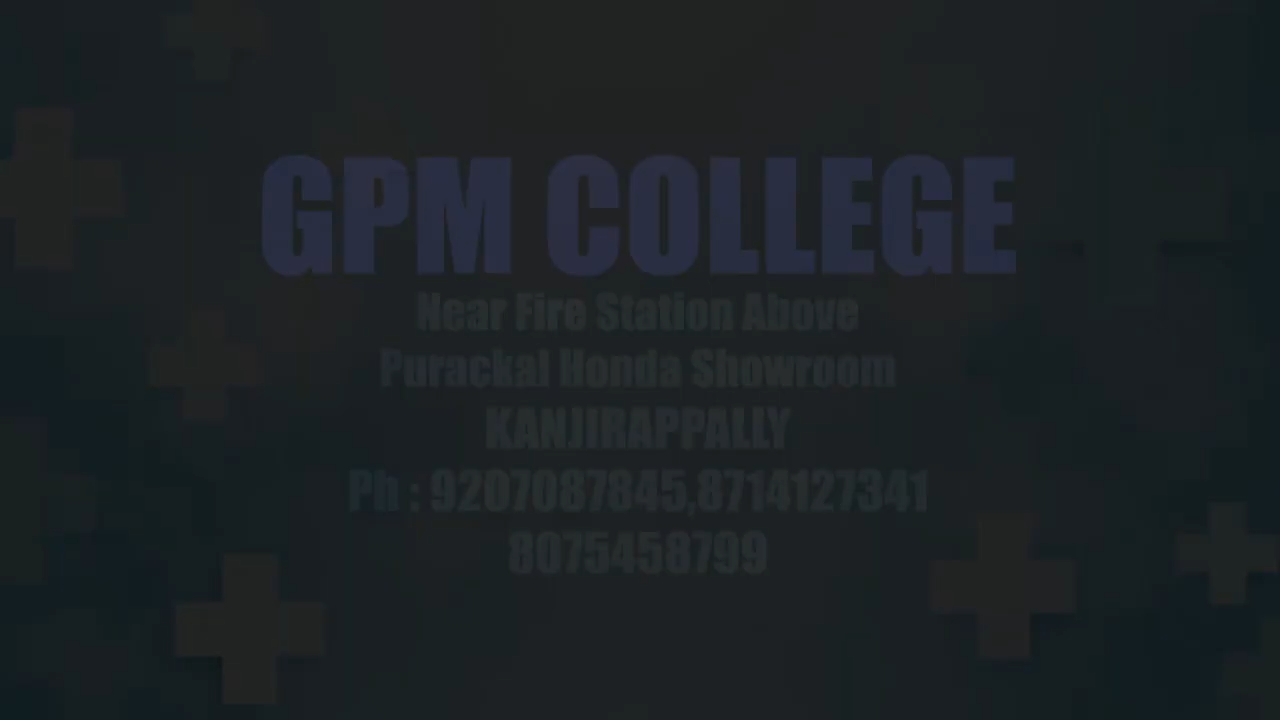 GPM COLLEGE
Near Fire Station Above
Purackal Honda Showroom
KANJIRAPPALLY
Ph : 9207087845,8714127341
8075458799